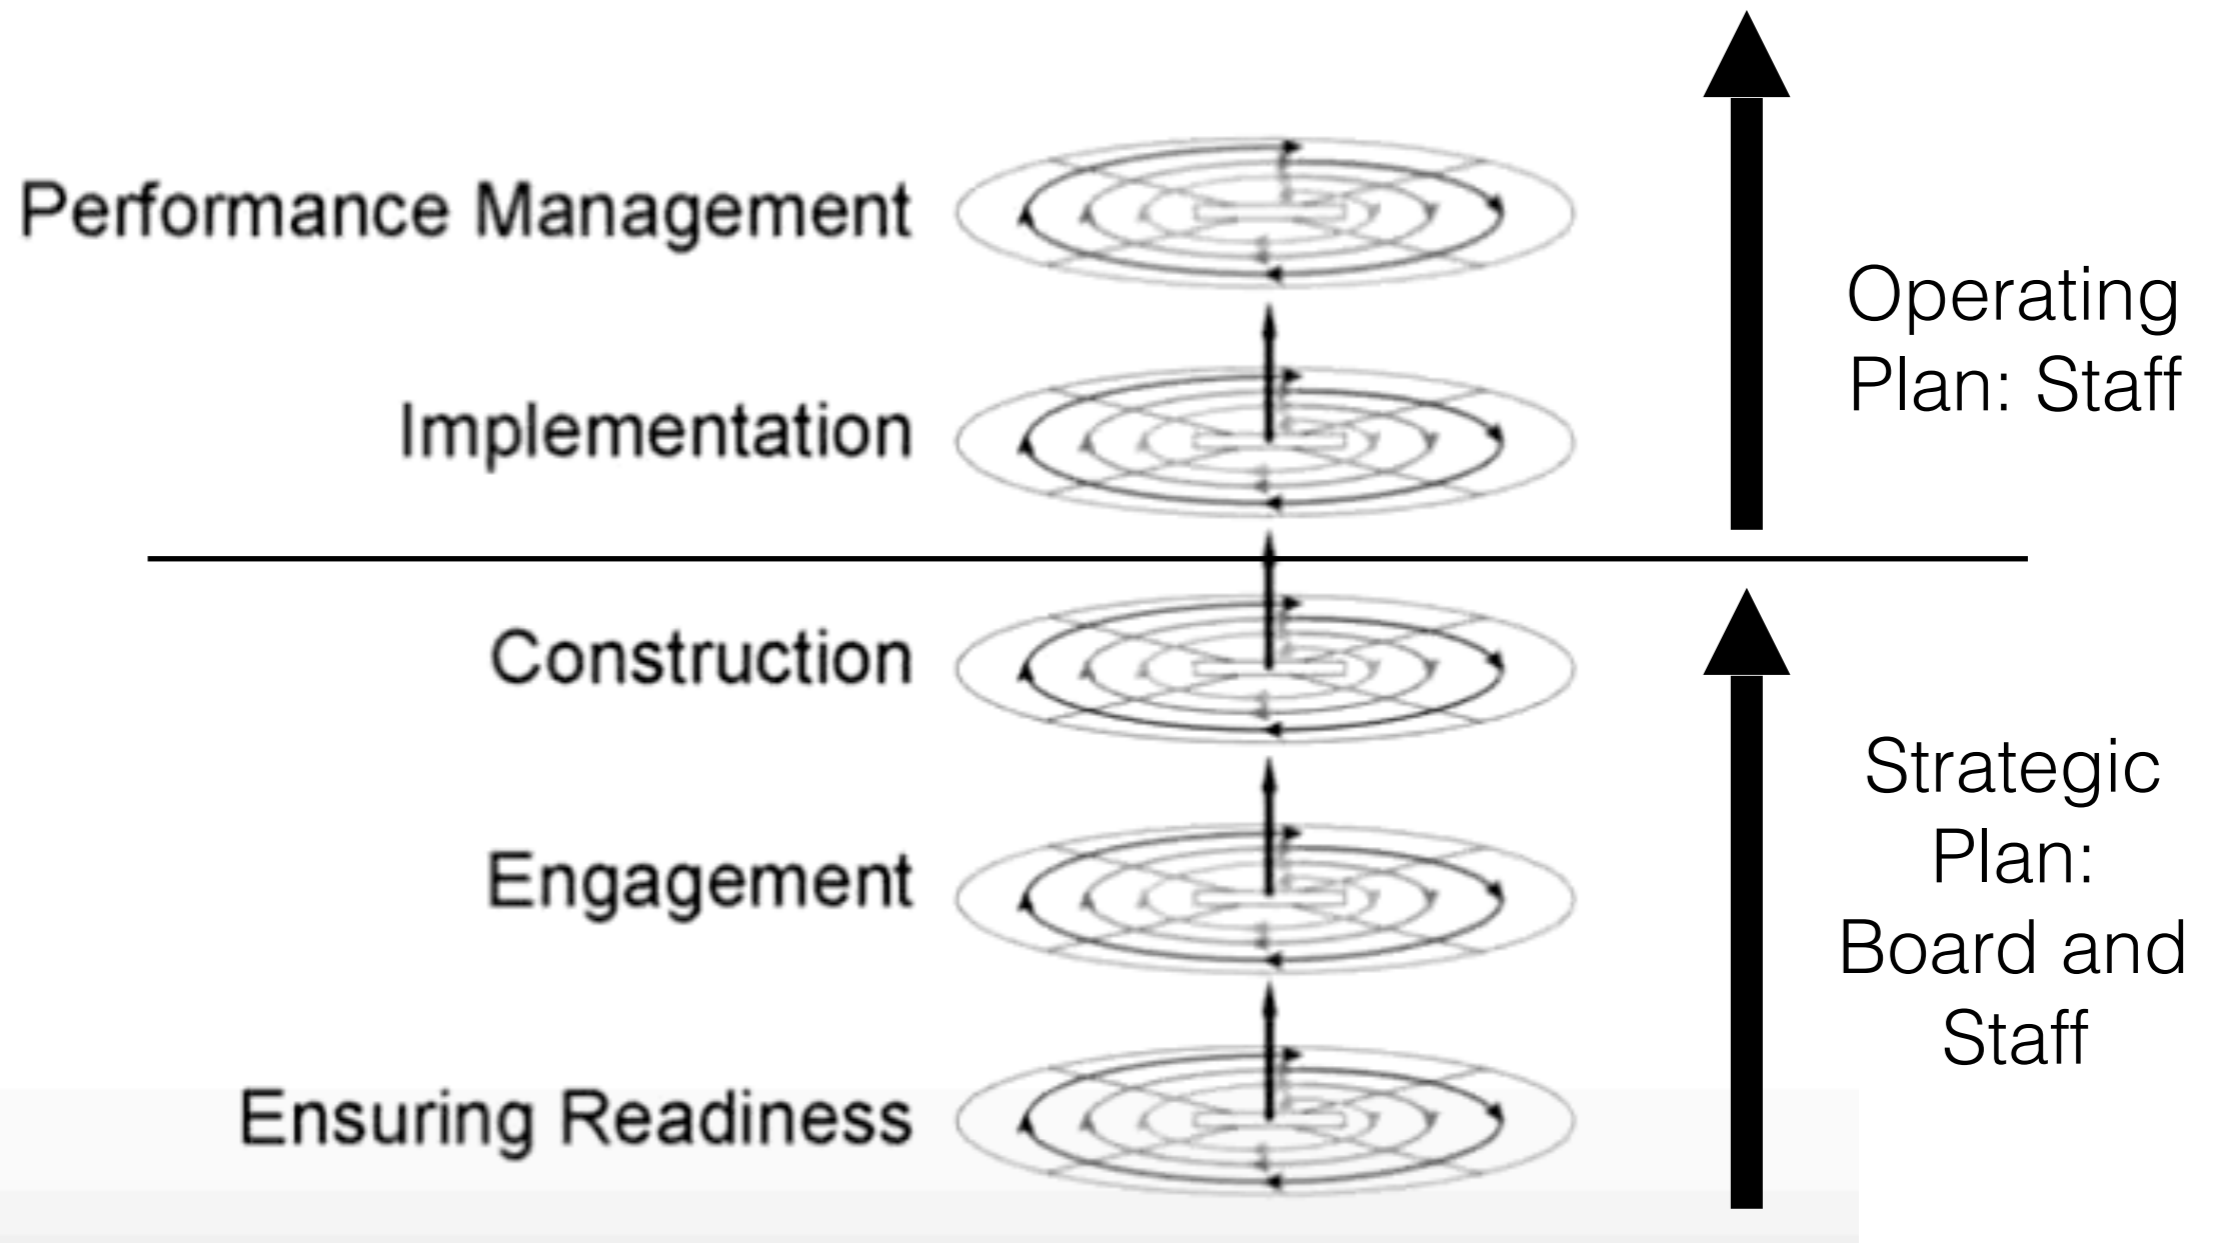 Performance Management
Implementation
Construction
Engagement
Ensuring Readiness
Operating
Plan: Staff
Strategic
Plan:
Board and
Staff